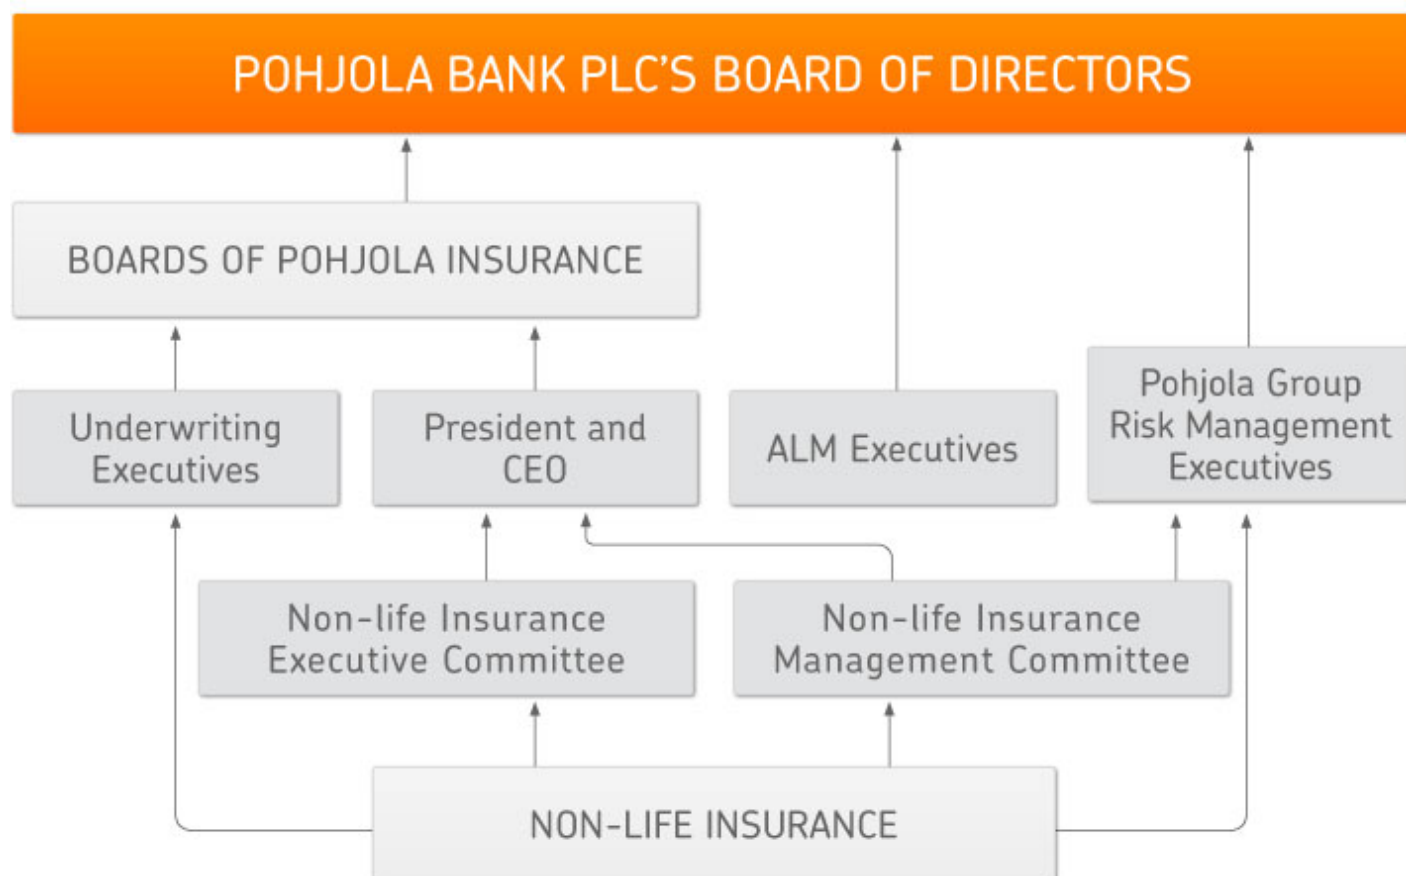 POHJOLA BANK PLC’S BOARD OF DIRECTORS
BOARDS OF POHJOLA INSURANCE
Underwriting
Executives
President and
CEO
ALM Executives
Pohjola Group
Risk Management
Executives
Non-life Insurance
Executive Committee
Non-life Insurance
Management Committee
NON-LIFE INSURANCE